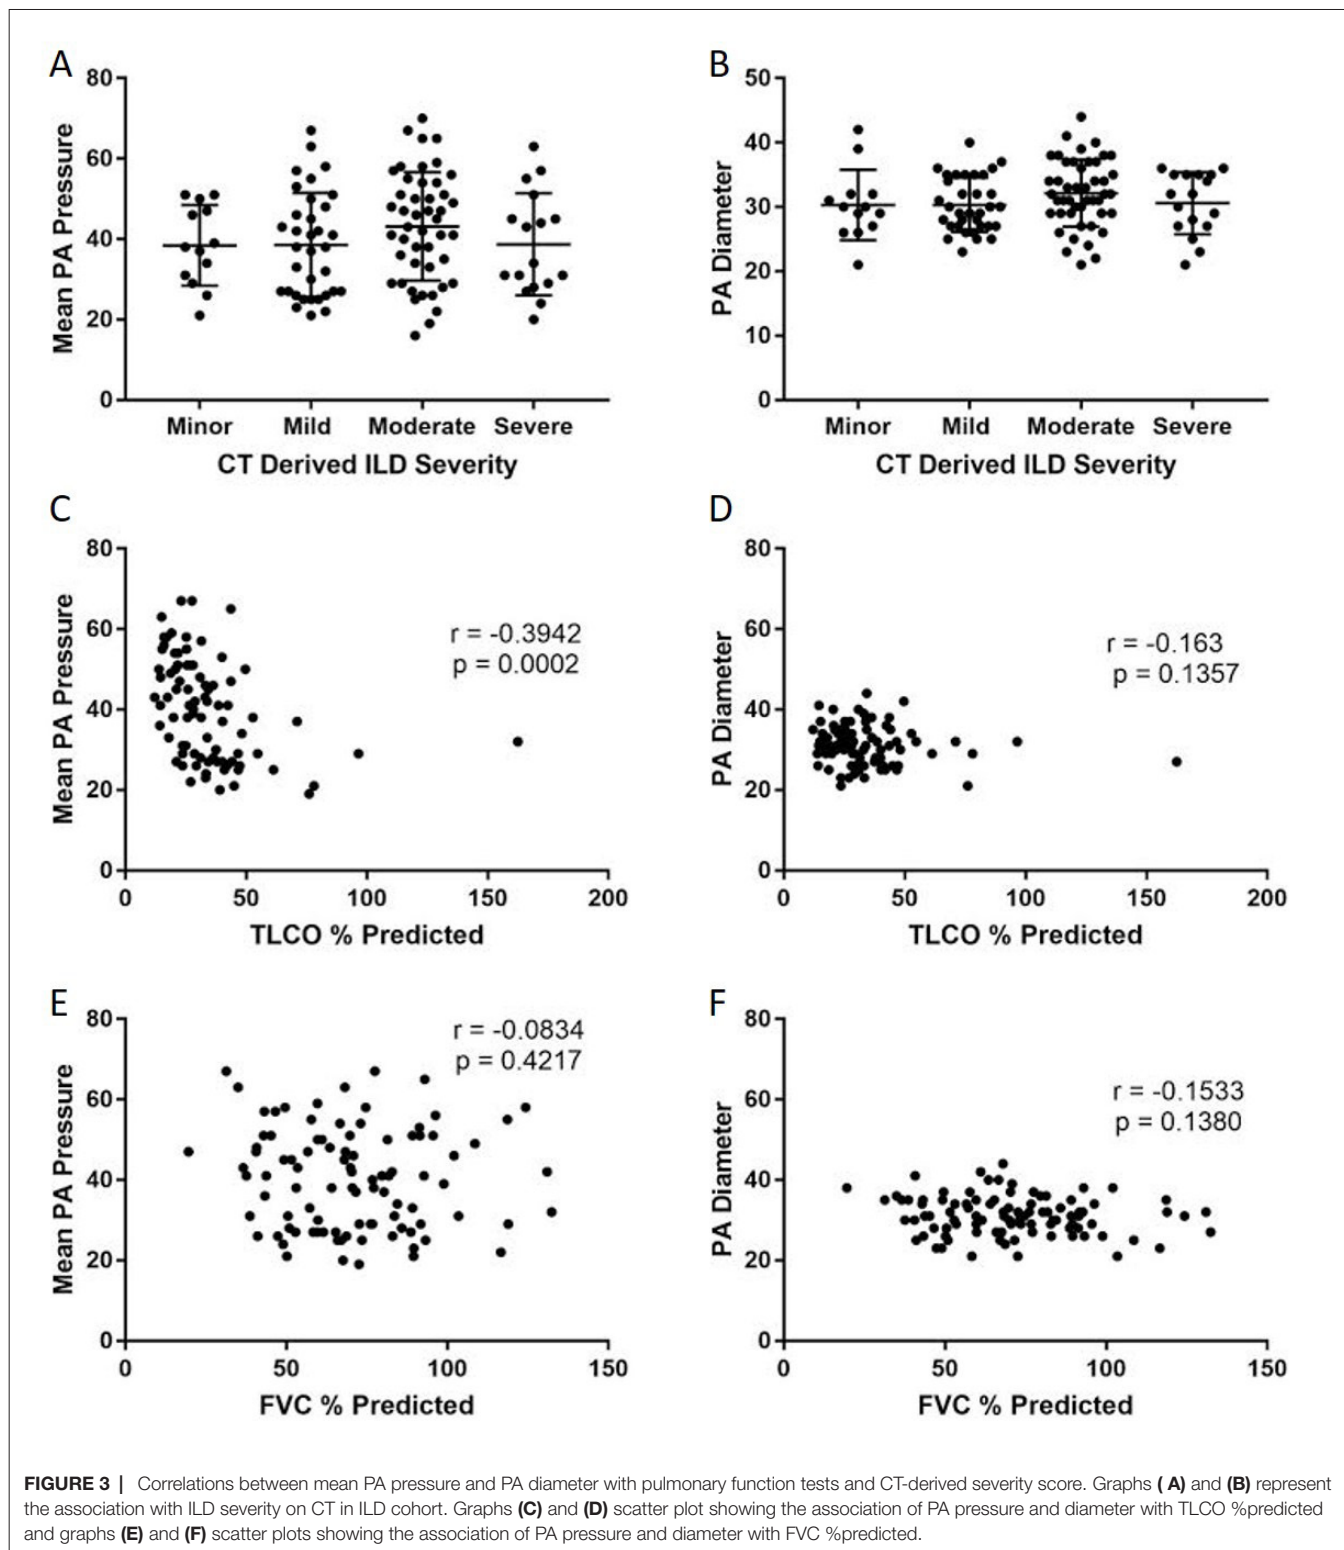 A
B
80
60
40
20
0
Mean PA Pressure
Minor Mild Moderate Severe
CT Derived ILD Severity
50
40
30
20
10
0
PA Diameter
Minor Mild Moderate Severe
CT Derived ILD Severity
C
D
80
60
40
20
0
Mean PA Pressure
r = -0.3942
p = 0.0002
0 50 100 150 200
TLCO % Predicted
80
60
40
20
0
PA Diameter
r = -0.163
p = 0.1357
0 50 100 150 200
TLCO % Predicted
E
F
80
60
40
20
0
Mean PA Pressure
r = -0.0834
p = 0.4217
0 50 100 150
FVC % Predicted
80
60
40
20
0
PA Diameter
r = -0.1533
p = 0.1380
0 50 100 150
FVC % Predicted
FIGURE 3 | Correlations between mean PA pressure and PA diameter with pulmonary function tests and CT-derived severity score. Graphs ( A) and (B) represent
the association with ILD severity on CT in ILD cohort. Graphs (C) and (D) scatter plot showing the association of PA pressure and diameter with TLCO %predicted
and graphs (E) and (F) scatter plots showing the association of PA pressure and diameter with FVC %predicted.